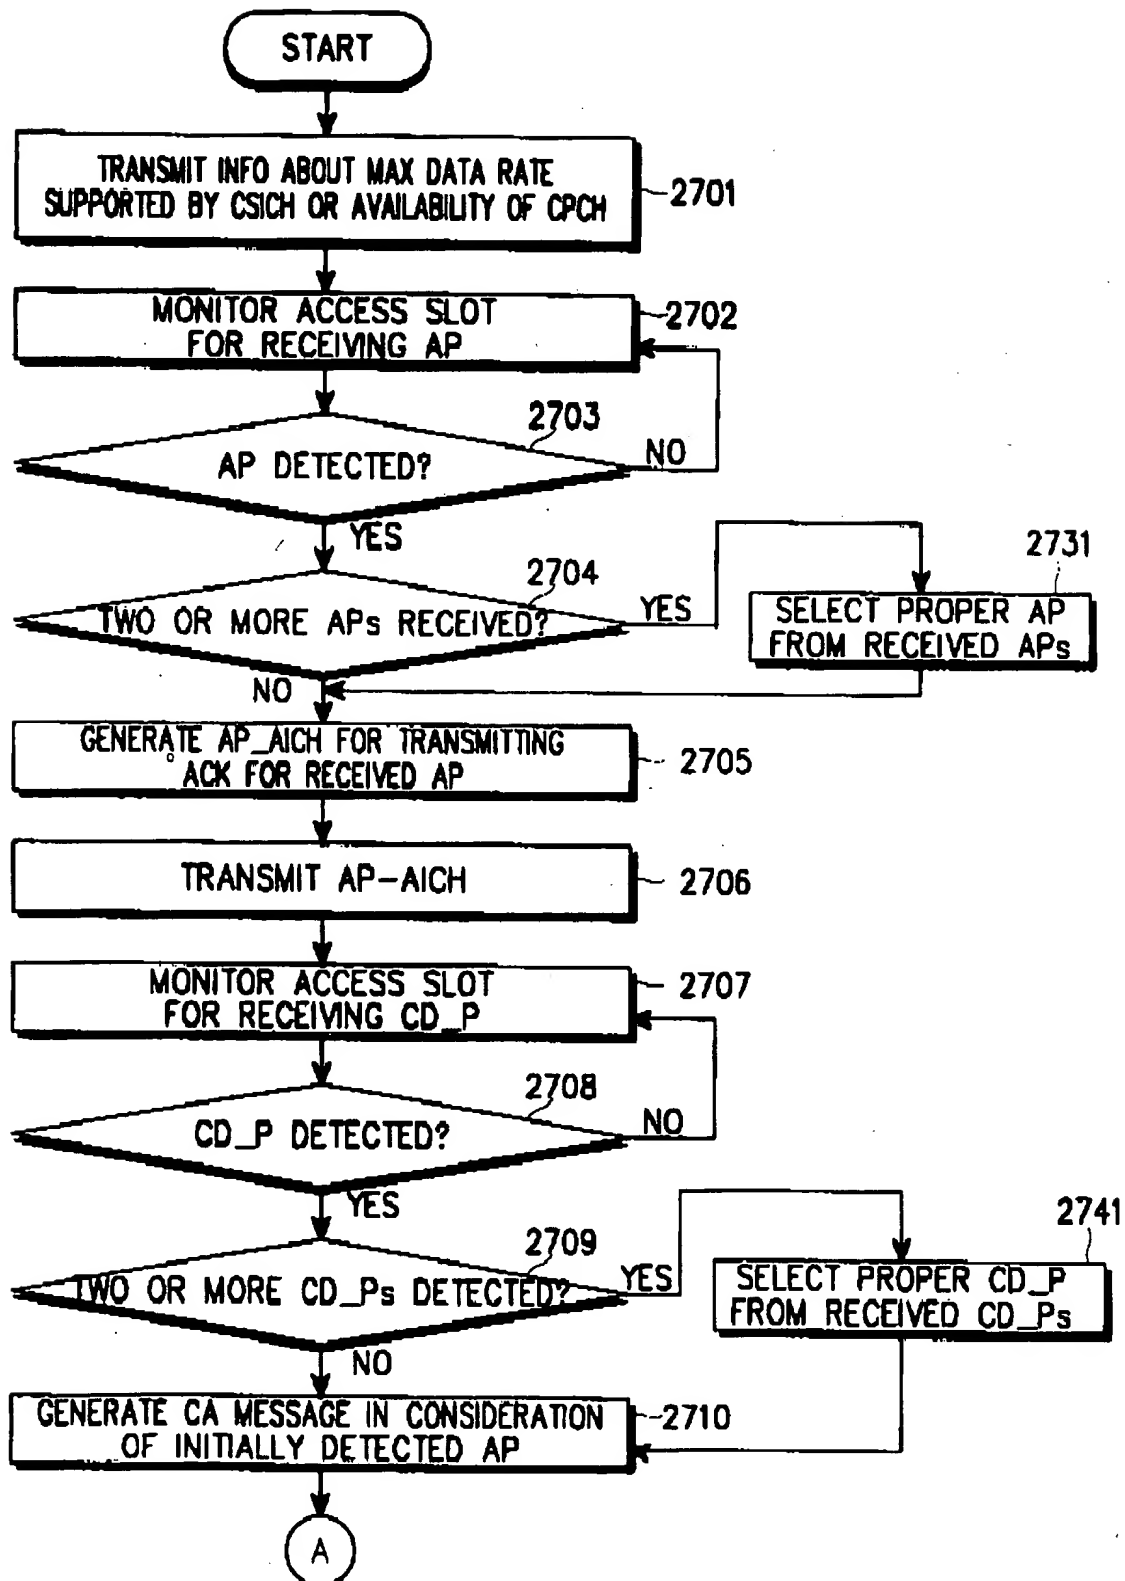 START
TRANSMIT INFO ABOUT MAX DATA RATE
SUPPORTED BY CSICH OR AVAILABILITY OF CPCH
2701
MONITOR ACCESS SLOT
FOR RECEIVING AP
2702
2703
AP DETECTED?
NO
YES
2704
TWO OR MORE APs RECEIVED?
YES
2731
SELECT PROPER AP
FROM RECEIVED APs
NO
GENERATE AP_AICH FOR TRANSMITTING
ACK FOR RECEIVED AP
2705
TRANSMIT AP-AICH
2706
MONITOR ACCESS SLOT
FOR RECEIVING CD_P
2707
2708
CD_P DETECTED?
NO
YES
2709
TWO OR MORE CD_Ps DETECTED?
YES
2741
SELECT PROPER CD_P
FROM RECEIVED CD_Ps
NO
GENERATE CA MESSAGE IN CONSIDERATION
OF INITIALLY DETECTED AP
2710
A